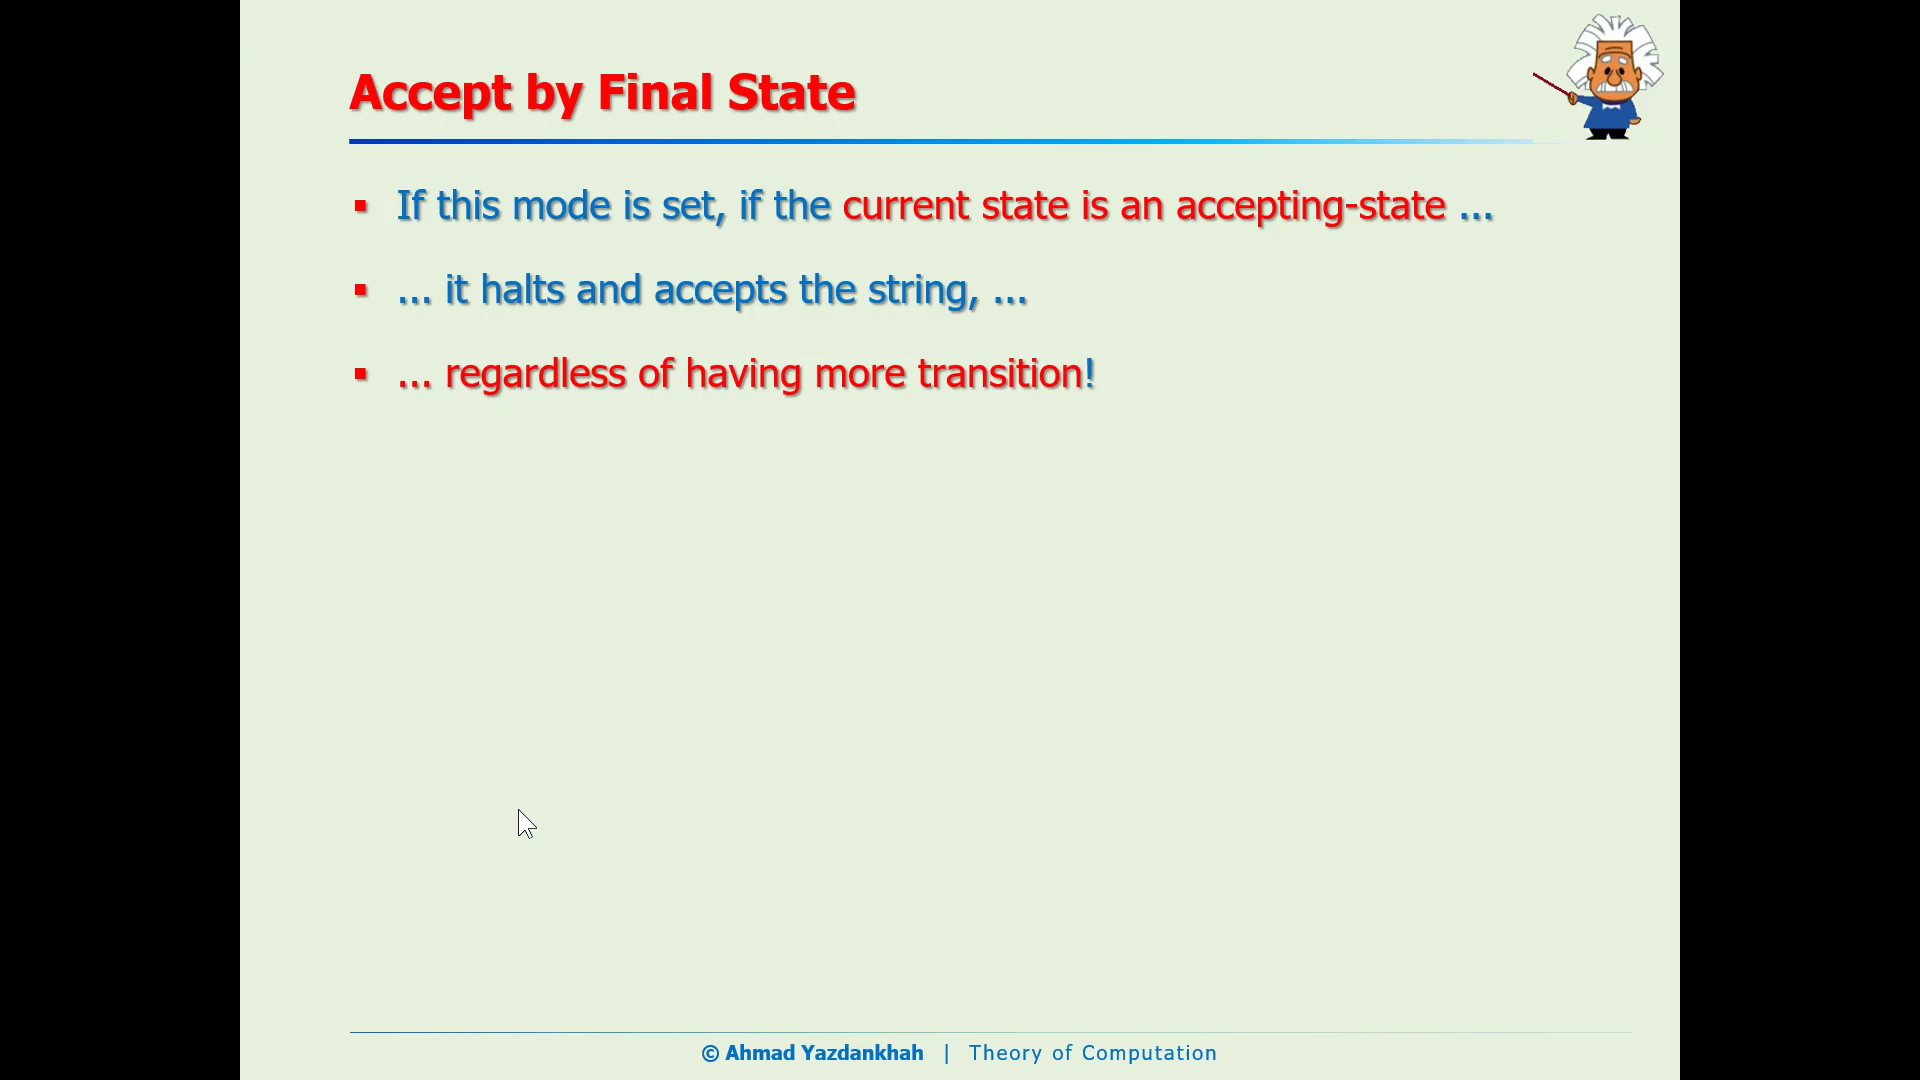 Accept by Final State
▪ If this mode is set, if the current state is an accepting-state ...
▪ ... it halts and accepts the string, ...
▪ ... regardless of having more transition!
© Ahmad Yazdankhah | Theory of Computation